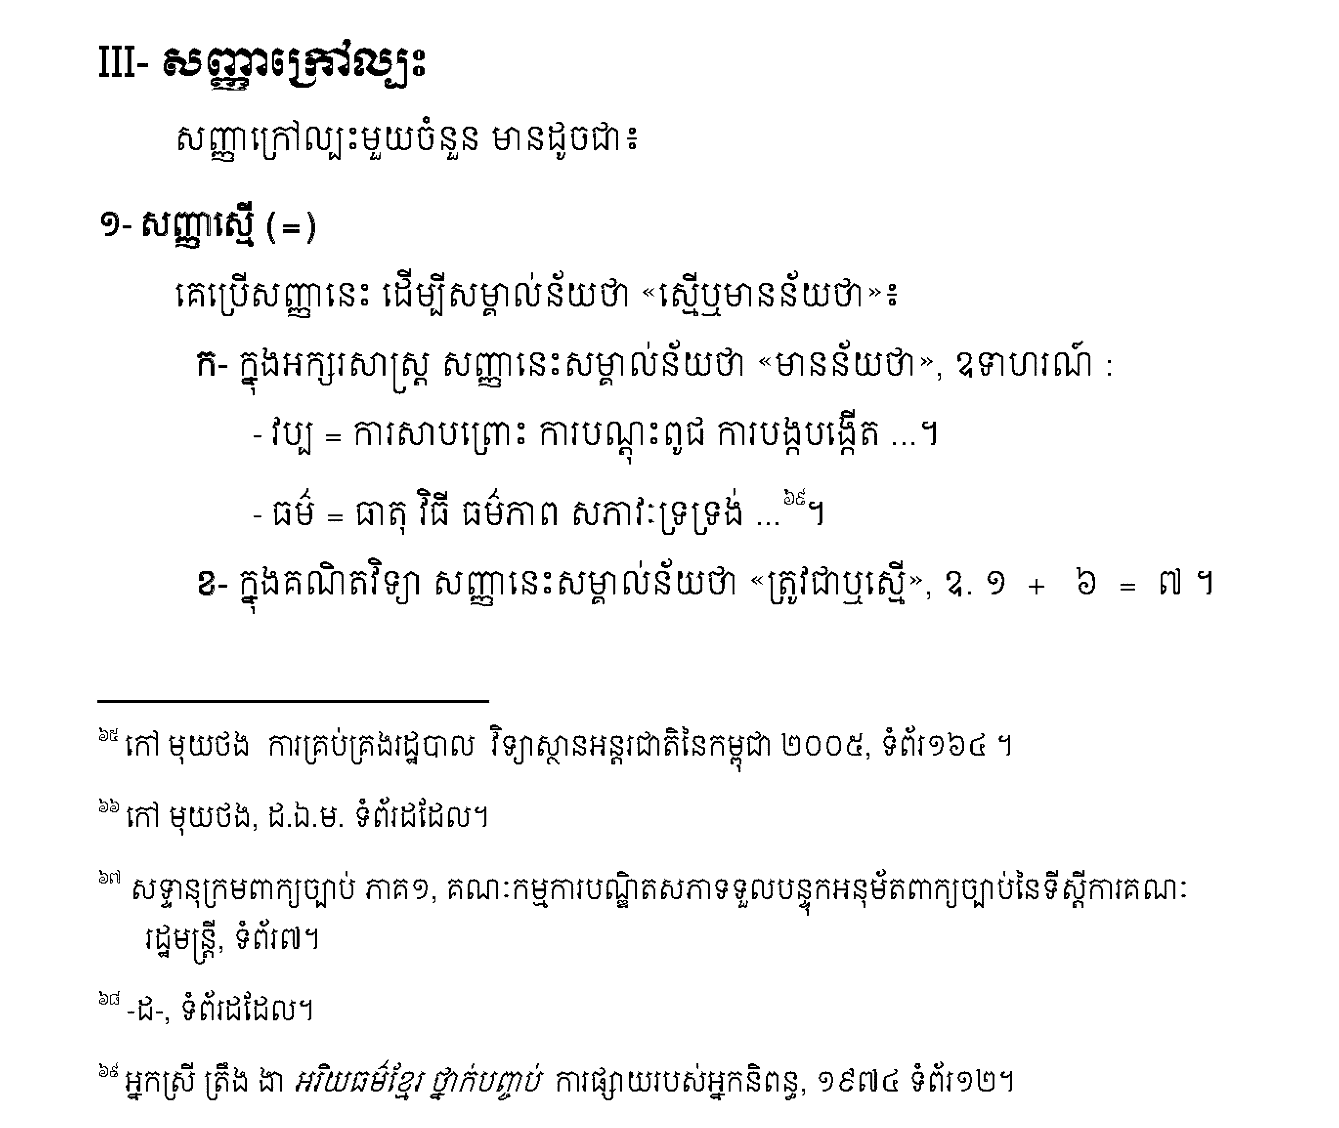 III- សញ្ញាក្រៅល្បះ
សញ្ញាក្រៅល្បះមួយចំនួន មានដូចជា៖
១- សញ្ញាស្មើ (=)
គេប្រើសញ្ញានេះ ដើម្បីសម្គាល់ន័យថា «ស្មើឬមានន័យថា»៖
ក- ក្នុងអក្សរសាស្ត្រ សញ្ញានេះសម្គាល់ន័យថា «មានន័យថា», ឧទាហរណ៍ :
- វប្ប = ការសាបព្រោះ ការបណ្តុះពូជ ការបង្កបង្កើត ...។
- ធម៌ = ធាតុ វិធី ធម៌ភាព សភាវៈទ្រទ្រង់ ...៦៩។
ខ- ក្នុងគណិតវិទ្យា សញ្ញានេះសម្គាល់ន័យថា «ត្រូវជាឬស្មើ», ឧ. ១ + ៦ = ៧ ។
៦៥ កៅ មុយថង ការគ្រប់គ្រងរដ្ឋបាល វិទ្យាស្ថានអន្តរជាតិនៃកម្ពុជា ២០០៥, ទំព័រ១៦៤ ។
៦៦ កៅ មុយថង, ដ.ឯ.ម. ទំព័រដដែល។
៦៧ សទ្ទានុក្រមពាក្យច្បាប់ ភាគ១, គណៈកម្មការបណ្ឌិតសភាទទួលបន្ទុកអនុម័តពាក្យច្បាប់នៃទីស្តីការគណៈ
រដ្ឋមន្ត្រី, ទំព័រ៧។
៦៨ -ដ-, ទំព័រដដែល។
៦៩ អ្នកស្រី ត្រឹង ងា អរិយធម៌ខ្មែរ ថ្នាក់បញ្ចប់ ការផ្សាយរបស់អ្នកនិពន្ធ, ១៩៧៤ ទំព័រ១២។